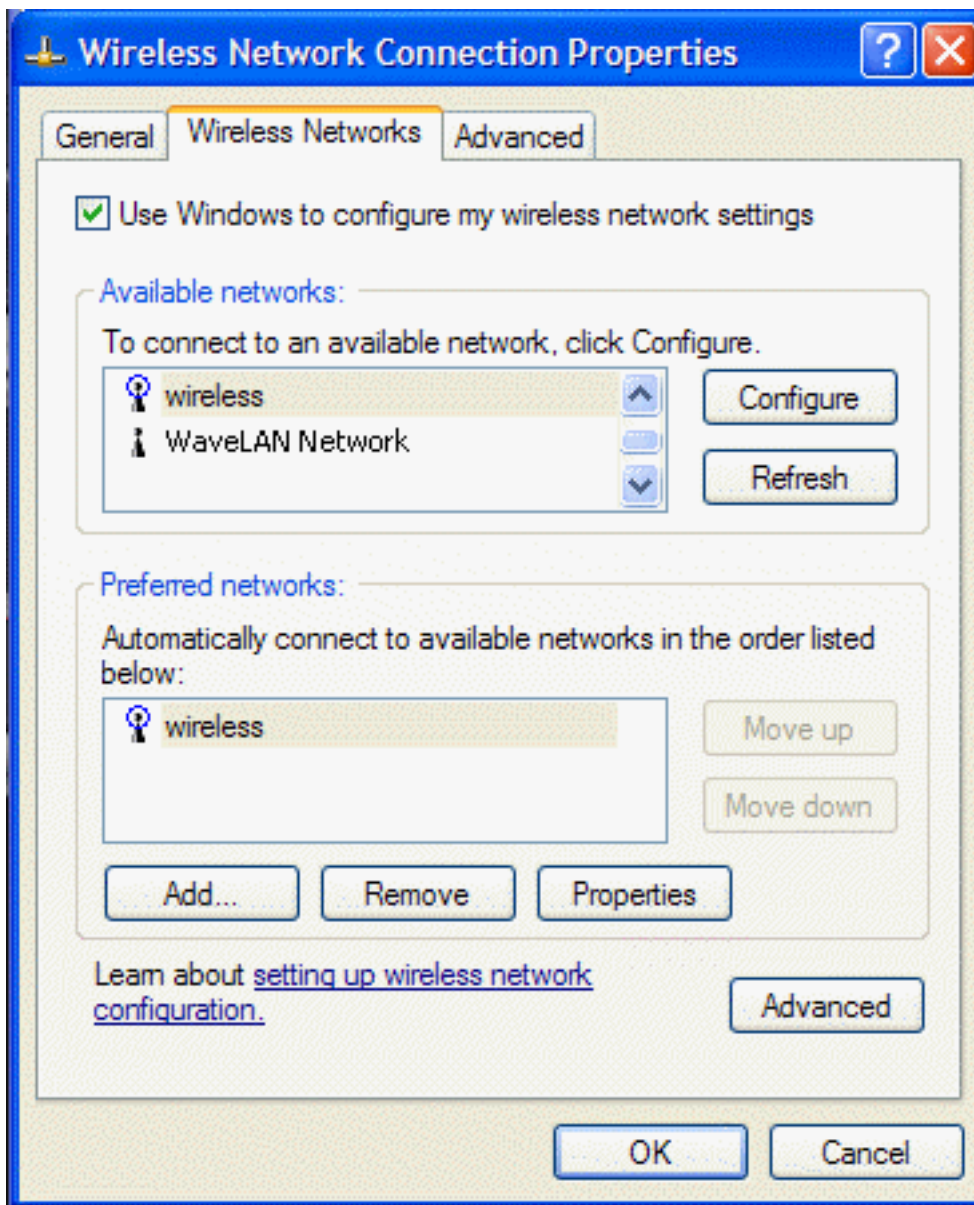 Wireless Network Connection Properties
General Wireless Networks Advanced
Use Windows to configure my wireless network settings
Available networks:
To connect to an available network, click Configure.
wireless
Configure
WaveLAN Network
Refresh
Preferred networks:
Automatically connect to available networks in the order listed
below:
wireless
Move up
Move down
Add... Remove Properties
Learn about setting up wireless network
configuration.
Advanced
OK Cancel